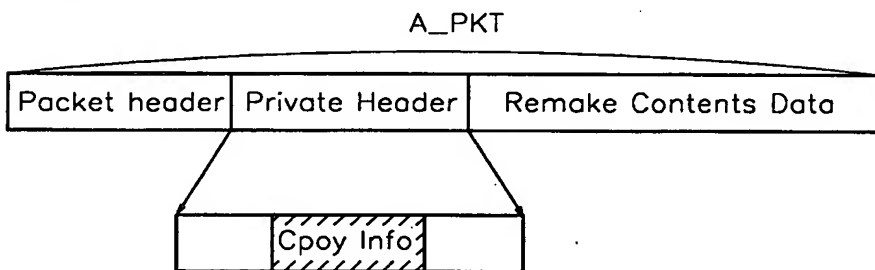 A_PKT
Packet header Private Header Remake Contents Data
Cpoy Info